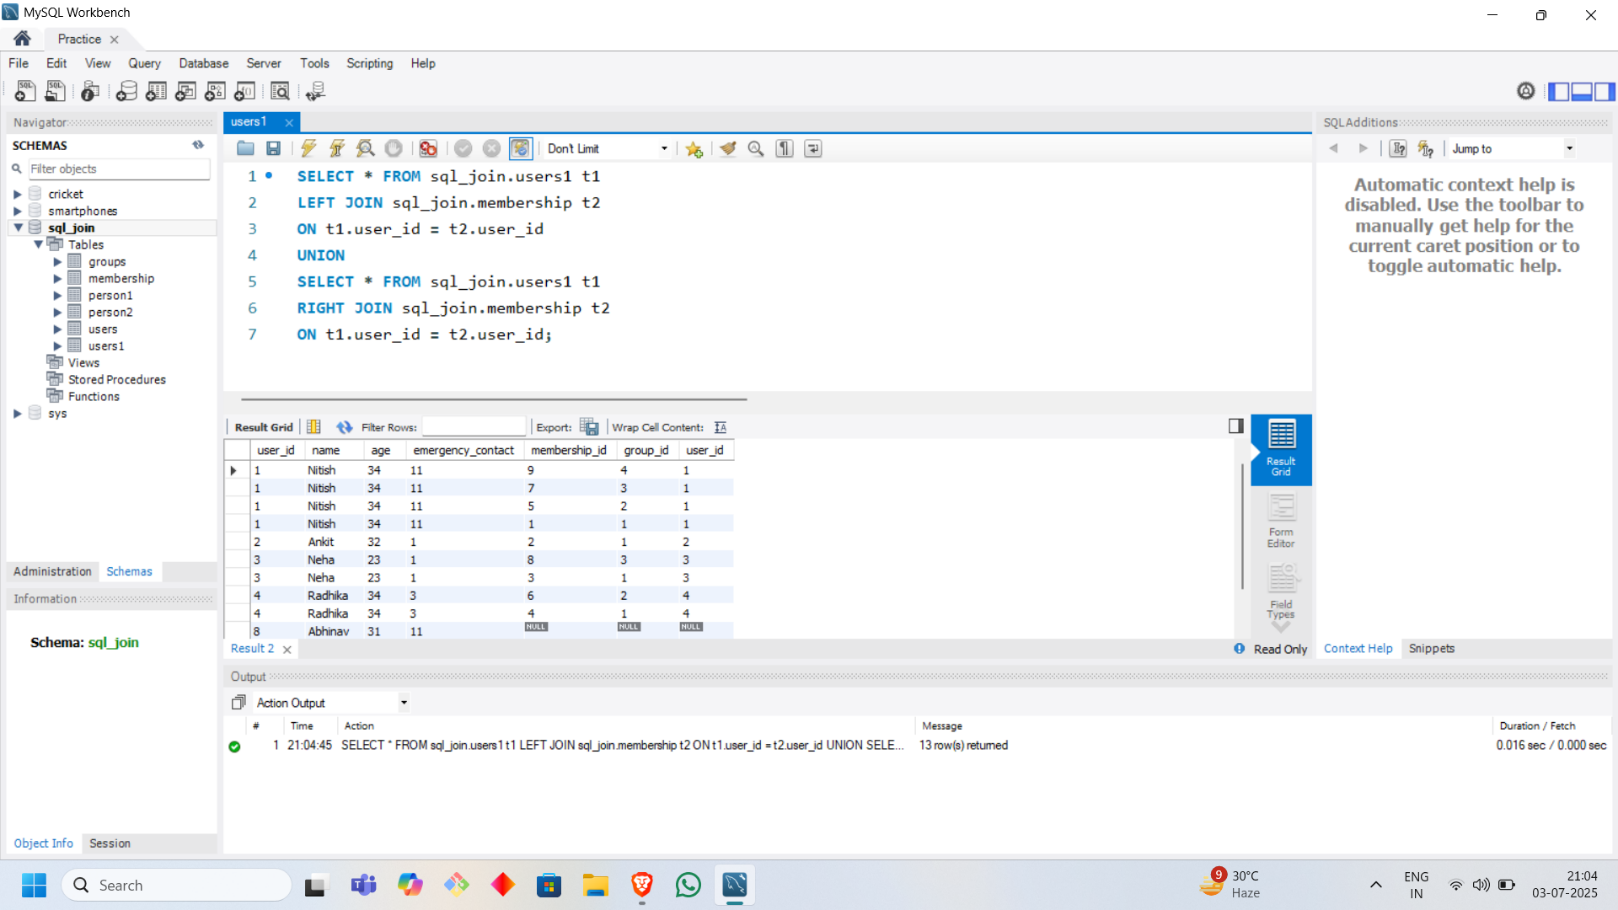 MySQL Workbench
Practice
File Edit View Query Database Server Tools Scripting Help
Navigator
SCHEMAS
Filter objects
cricket
smartphones
sql_join
Tables
groups
membership
person1
person2
users
users1
Views
Stored Procedures
Functions
sys
Administration Schemas
Information
Schema: sql_join
Object Info Session
users1
Don't Limit
1 SELECT * FROM sql_join.users1 t1
2 LEFT JOIN sql_join.membership t2
3 ON t1.user_id = t2.user_id
4 UNION
5 SELECT * FROM sql_join.users1 t1
6 RIGHT JOIN sql_join.membership t2
7 ON t1.user_id = t2.user_id;
Result Grid Filter Rows: Export: Wrap Cell Content:
user_id name age emergency_contact membership_id group_id user_id
1 Nitish 34 11 9 4 1
1 Nitish 34 11 7 3 1
1 Nitish 34 11 5 2 1
1 Nitish 34 11 1 1 1
2 Ankit 32 1 2 1 2
3 Neha 23 1 8 3 3
3 Neha 23 1 3 1 3
4 Radhika 34 3 6 2 4
4 Radhika 34 3 4 1 4
8 Abhinav 31 11 NULL NULL NULL
Result Grid
Form Editor
Field Types
Result 2
Read Only
SQLAdditions
Jump to
Automatic context help is
disabled. Use the toolbar to
manually get help for the
current caret position or to
toggle automatic help.
Context Help Snippets
Output
Action Output
# Time Action Message Duration / Fetch
1 21:04:45 SELECT * FROM sql_join.users1 t1 LEFT JOIN sql_join.membership t2 ON t1.user_id = t2.user_id UNION SELE... 13 row(s) returned 0.016 sec / 0.000 sec
Search
9
30°C
Haze
ENG
IN
21:04
03-07-2025